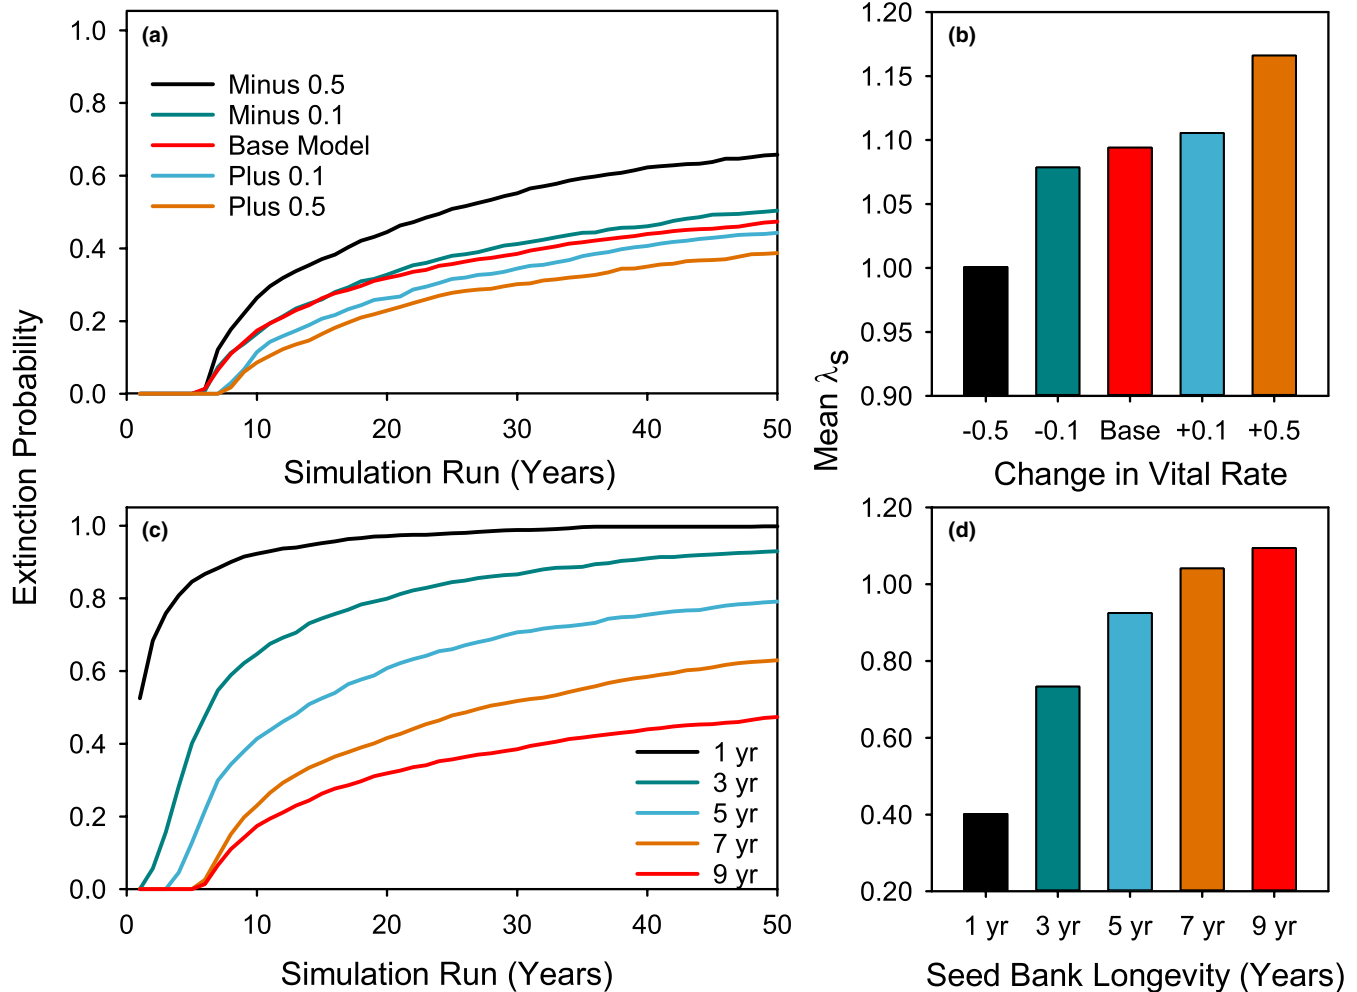 (a)
1.0
0.8
0.6
0.4
0.2
0.0
Minus 0.5
Minus 0.1
Base Model
Plus 0.1
Plus 0.5
0 10 20 30 40 50
Simulation Run (Years)
Extinction Probability
(b)
1.20
1.15
1.10
1.05
1.00
0.95
0.90
-0.5 -0.1 Base +0.1 +0.5
Change in Vital Rate
Mean λS
(c)
1.0
0.8
0.6
0.4
0.2
0.0
1 yr
3 yr
5 yr
7 yr
9 yr
0 10 20 30 40 50
Simulation Run (Years)
(d)
1.20
1.00
0.80
0.60
0.40
0.20
1 yr 3 yr 5 yr 7 yr 9 yr
Seed Bank Longevity (Years)